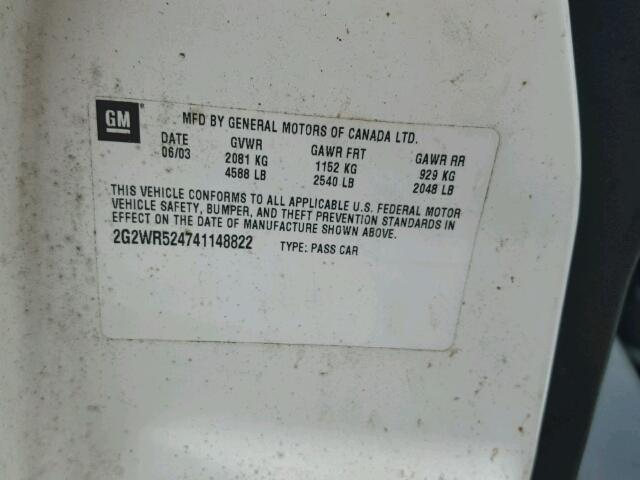 GM
MFD BY GENERAL MOTORS OF CANADA LTD.
DATE GVWR GAWR FRT GAWR RR
06/03 2081 KG 1152 KG 929 KG
4588 LB 2540 LB 2048 LB
THIS VEHICLE CONFORMS TO ALL APPLICABLE U.S. FEDERAL MOTOR
VEHICLE SAFETY, BUMPER, AND THEFT PREVENTION STANDARDS IN
EFFECT ON THE DATE OF MANUFACTURE SHOWN ABOVE.
2G2WR524741148822 TYPE: PASS CAR